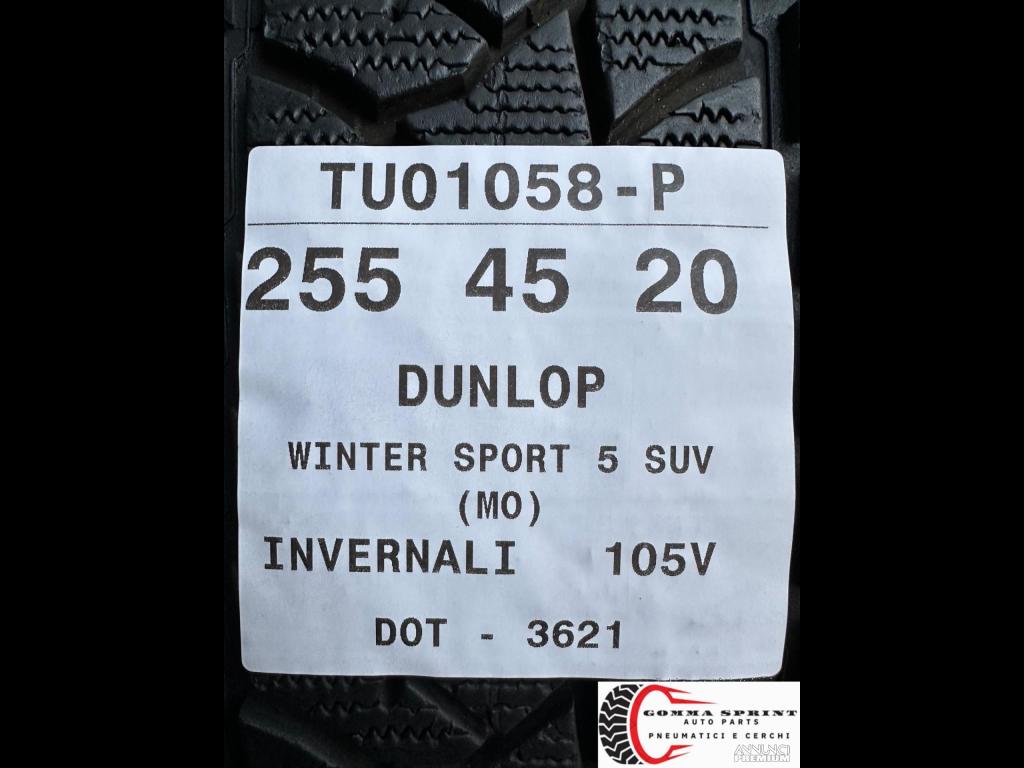 TU01058-P
255 45 20
DUNLOP
WINTER SPORT 5 SUV
(MO)
INVERNALI 105V
DOT - 3621
GOMMA SPRINT
AUTO PARTS
PNEUMATICI E CERCHI
ANNUNCI
PREMIUM